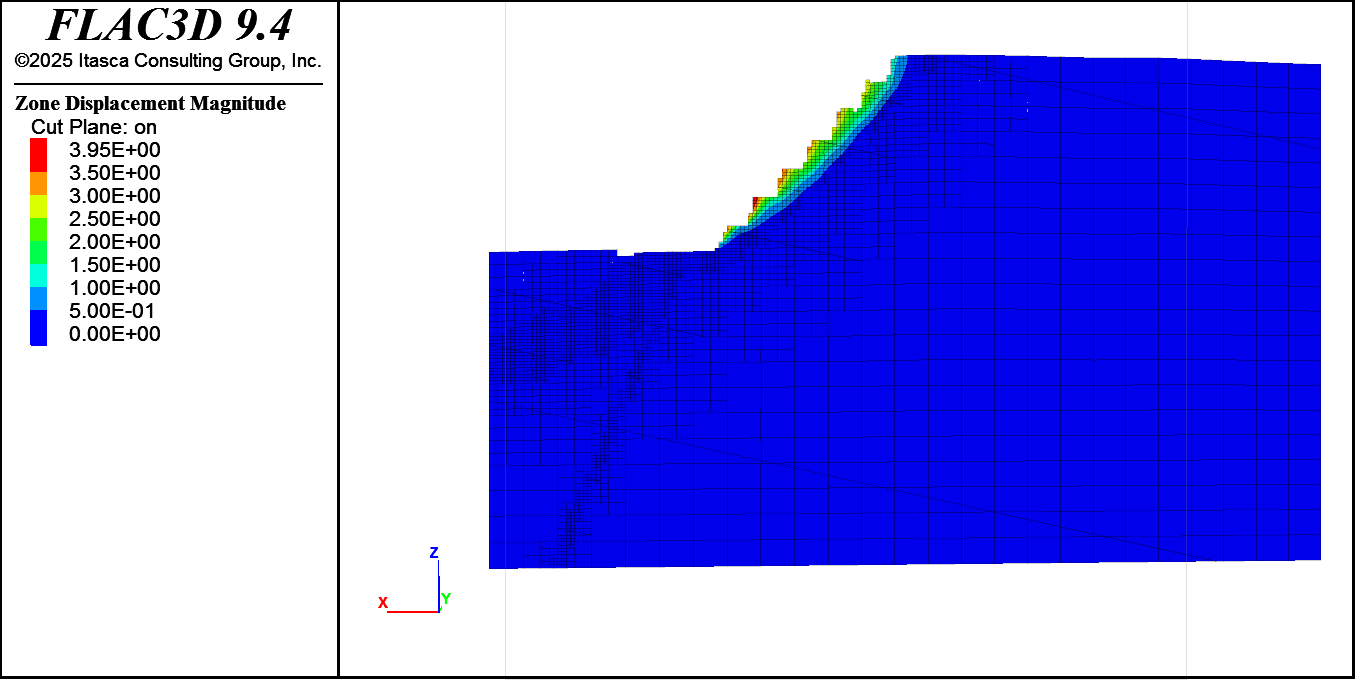 FLAC3D 9.4
©2025 Itasca Consulting Group, Inc.
Zone Displacement Magnitude
Cut Plane: on
3.95E+00
3.50E+00
3.00E+00
2.50E+00
2.00E+00
1.50E+00
1.00E+00
5.00E-01
0.00E+00
Z
X
Y